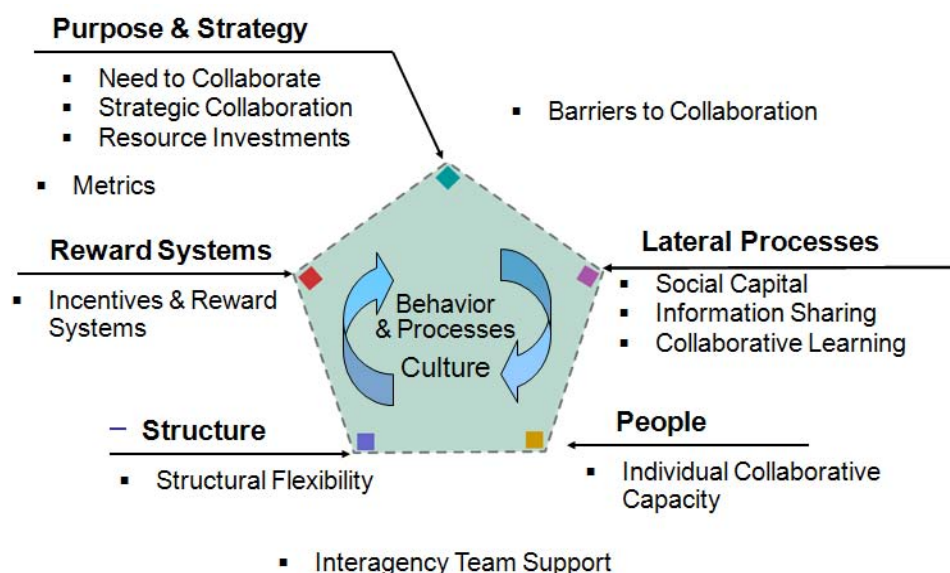 Purpose & Strategy
▪ Need to Collaborate
▪ Strategic Collaboration
▪ Resource Investments
▪ Barriers to Collaboration
▪ Metrics
Reward Systems
▪ Incentives & Reward
Systems
Lateral Processes
▪ Social Capital
▪ Information Sharing
▪ Collaborative Learning
Behavior
& Processes
Culture
– Structure
▪ Structural Flexibility
People
▪ Individual Collaborative
Capacity
▪ Interagency Team Support